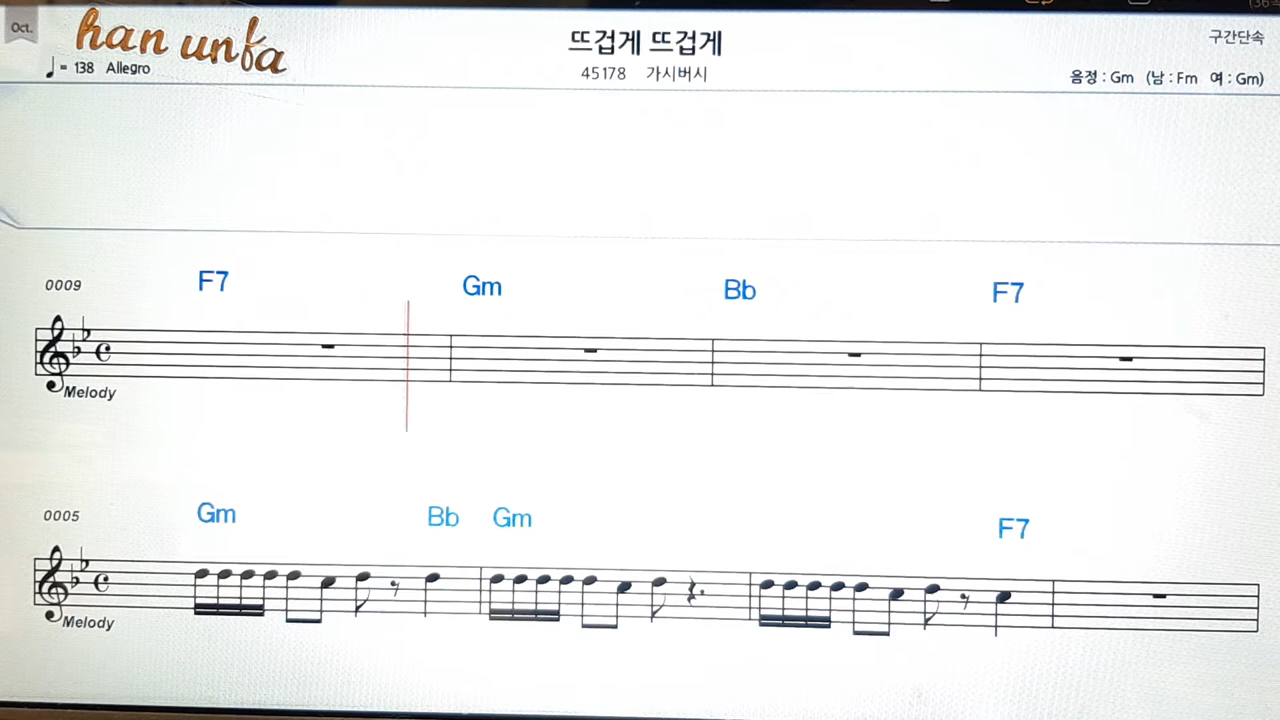 Oct.
han unfa
뜨겁게 뜨겁게
구간단속
♩= 138 Allegro
45178 가시버시
음정 : Gm (남 : Fm 여 : Gm)
0009
F7 Gm Bb F7
Melody
0005
Gm Bb Gm F7
Melody